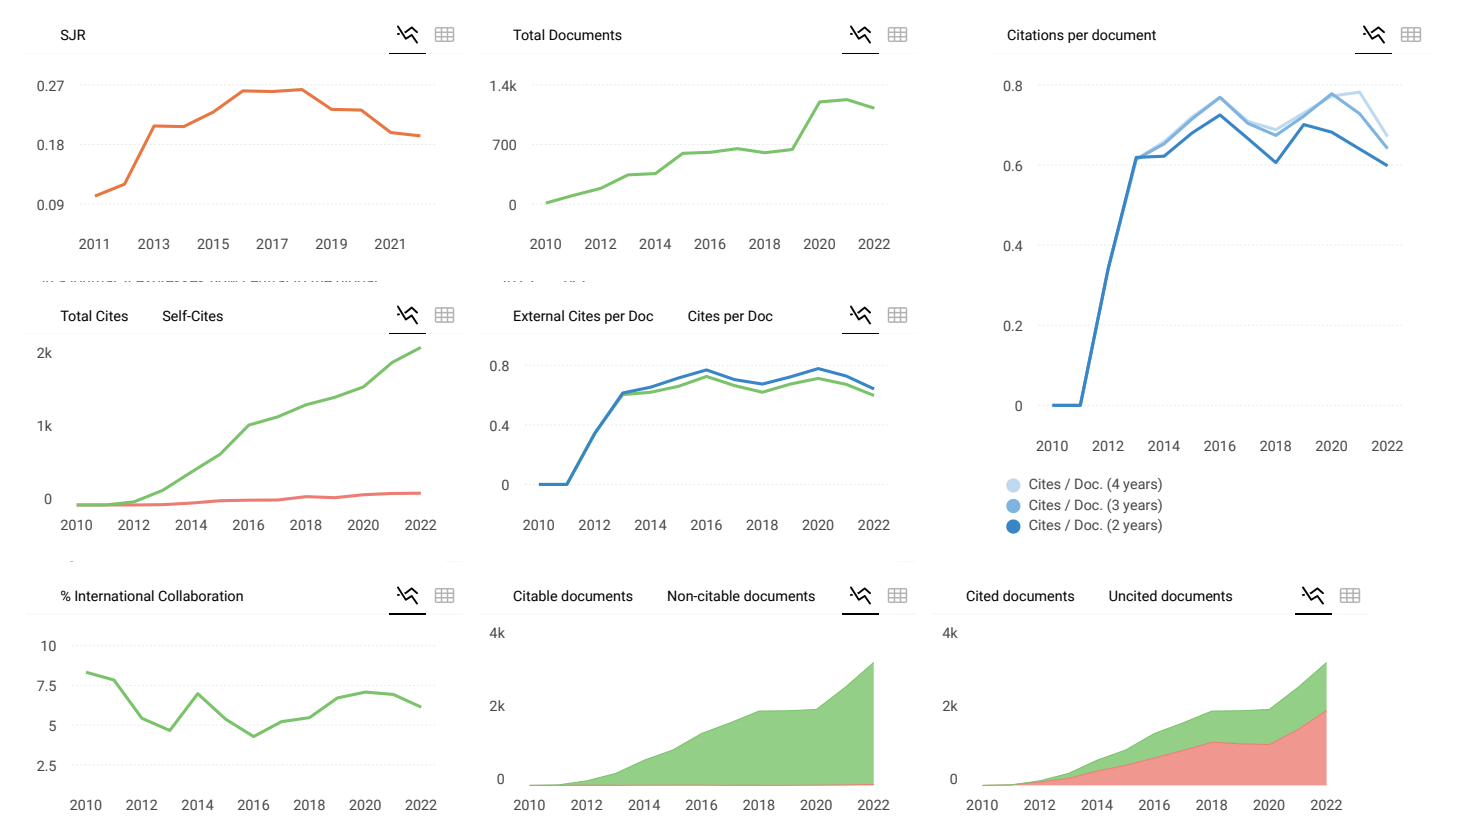 SJR
0.27
0.18
0.09
2011 2013 2015 2017 2019 2021
Total Documents
1.4k
700
0
2010 2012 2014 2016 2018 2020 2022
Citations per document
0.8
0.6
0.4
0.2
0
2010 2012 2014 2016 2018 2020 2022
Cites / Doc. (4 years)
Cites / Doc. (3 years)
Cites / Doc. (2 years)
Total Cites Self-Cites
2k
1k
0
2010 2012 2014 2016 2018 2020 2022
External Cites per Doc Cites per Doc
0.8
0.4
0
2010 2012 2014 2016 2018 2020 2022
% International Collaboration
10
7.5
5
2.5
2010 2012 2014 2016 2018 2020 2022
Citable documents Non-citable documents
4k
2k
0
2010 2012 2014 2016 2018 2020 2022
Cited documents Uncited documents
4k
2k
0
2010 2012 2014 2016 2018 2020 2022